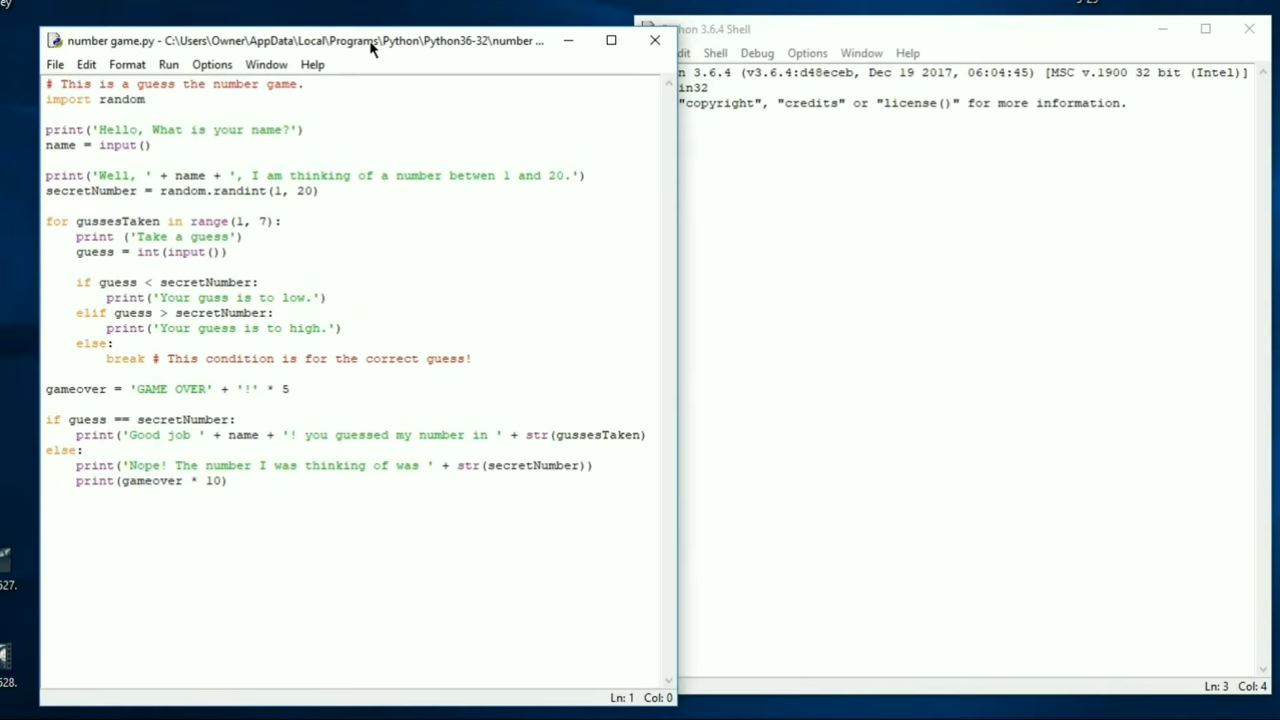 number game.py - C:\Users\Owner\AppData\Local\Programs\Python\Python36-32\number ...
File Edit Format Run Options Window Help
# This is a guess the number game.
import random
print('Hello, What is your name?')
name = input()
print('Well, ' + name + ', I am thinking of a number betwen 1 and 20.')
secretNumber = random.randint(1, 20)
for gussesTaken in range(1, 7):
    print ('Take a guess')
    guess = int(input())
    if guess < secretNumber:
        print('Your guss is to low.')
    elif guess > secretNumber:
        print('Your guess is to high.')
    else:
        break # This condition is for the correct guess!
gameover = 'GAME OVER' + '!' * 5
if guess == secretNumber:
    print('Good job ' + name + '! you guessed my number in ' + str(gussesTaken)
else:
    print('Nope! The number I was thinking of was ' + str(secretNumber))
    print(gameover * 10)
Ln: 1 Col: 0
3.6.4 Shell
Shell Debug Options Window Help
n 3.6.4 (v3.6.4:d48eceb, Dec 19 2017, 06:04:45) [MSC v.1900 32 bit (Intel)]
in32
"copyright", "credits" or "license()" for more information.
Ln: 3 Col: 4
527.
528.